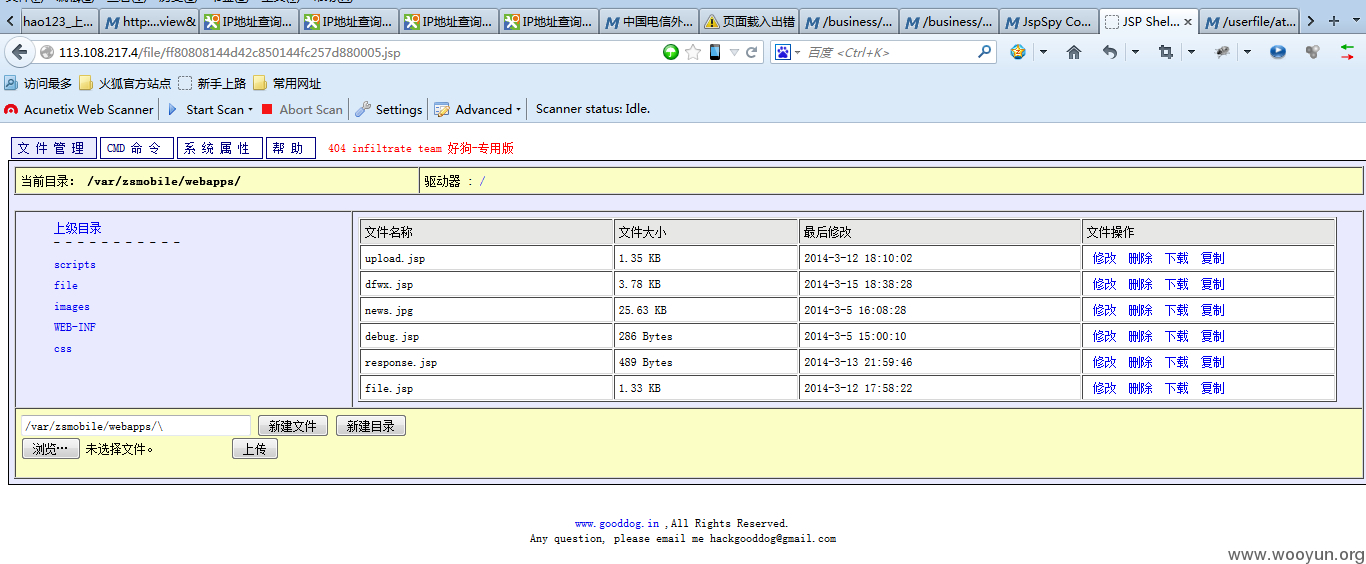 hao123_上...
http:...view&
IP地址查询...
IP地址查询...
IP地址查询...
IP地址查询...
中国电信外...
页面载入出错
/business/...
/business/...
JspSpy Co...
JSP Shel...
/userfile/at...
113.108.217.4/file/ff80808144d42c850144fc257d880005.jsp
百度 <Ctrl+K>
访问最多
火狐官方站点
新手上路
常用网址
Acunetix Web Scanner
Start Scan
Abort Scan
Settings
Advanced
Scanner status: Idle.
文 件 管 理
CMD 命 令
系 统 属 性
帮 助
404 infiltrate team 好狗-专用版
当前目录: /var/zsmobile/webapps/
驱动器 : /
上级目录
- - - - - - - - - - -
scripts
file
images
WEB-INF
css
文件名称 文件大小 最后修改 文件操作
upload.jsp 1.35 KB 2014-3-12 18:10:02 修改 删除 下载 复制
dfwx.jsp 3.78 KB 2014-3-15 18:38:28 修改 删除 下载 复制
news.jpg 25.63 KB 2014-3-5 16:08:28 修改 删除 下载 复制
debug.jsp 286 Bytes 2014-3-5 15:00:10 修改 删除 下载 复制
response.jsp 489 Bytes 2014-3-13 21:59:46 修改 删除 下载 复制
file.jsp 1.33 KB 2014-3-12 17:58:22 修改 删除 下载 复制
/var/zsmobile/webapps/\ 新建文件 新建目录
浏览… 未选择文件。 上传
www.gooddog.in ,All Rights Reserved.
Any question, please email me hackgooddog@gmail.com
www.wooyun.org